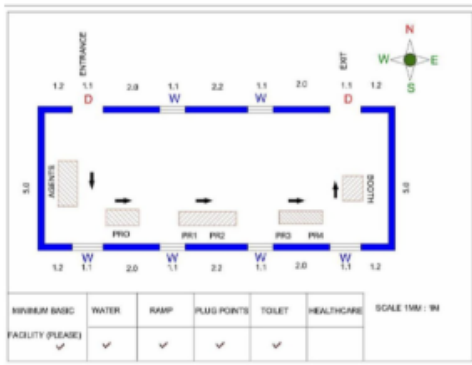 N
W E
S
ENTRANCE
EXIT
1.2 1.1 2.0 1.1 2.2 1.1 2.0 1.1 1.2
D W W D
5.0
AGENTS
BOOTH
5.0
PRO PR1 PR2 PR3 PR4
W W W W
1.2 1.1 2.0 1.1 2.2 1.1 2.0 1.1 1.2
MINIMUM BASIC
FACILITY (PLEASE)
WATER
RAMP
PLUG POINTS
TOILET
HEALTHCARE
SCALE 1MM : 1M